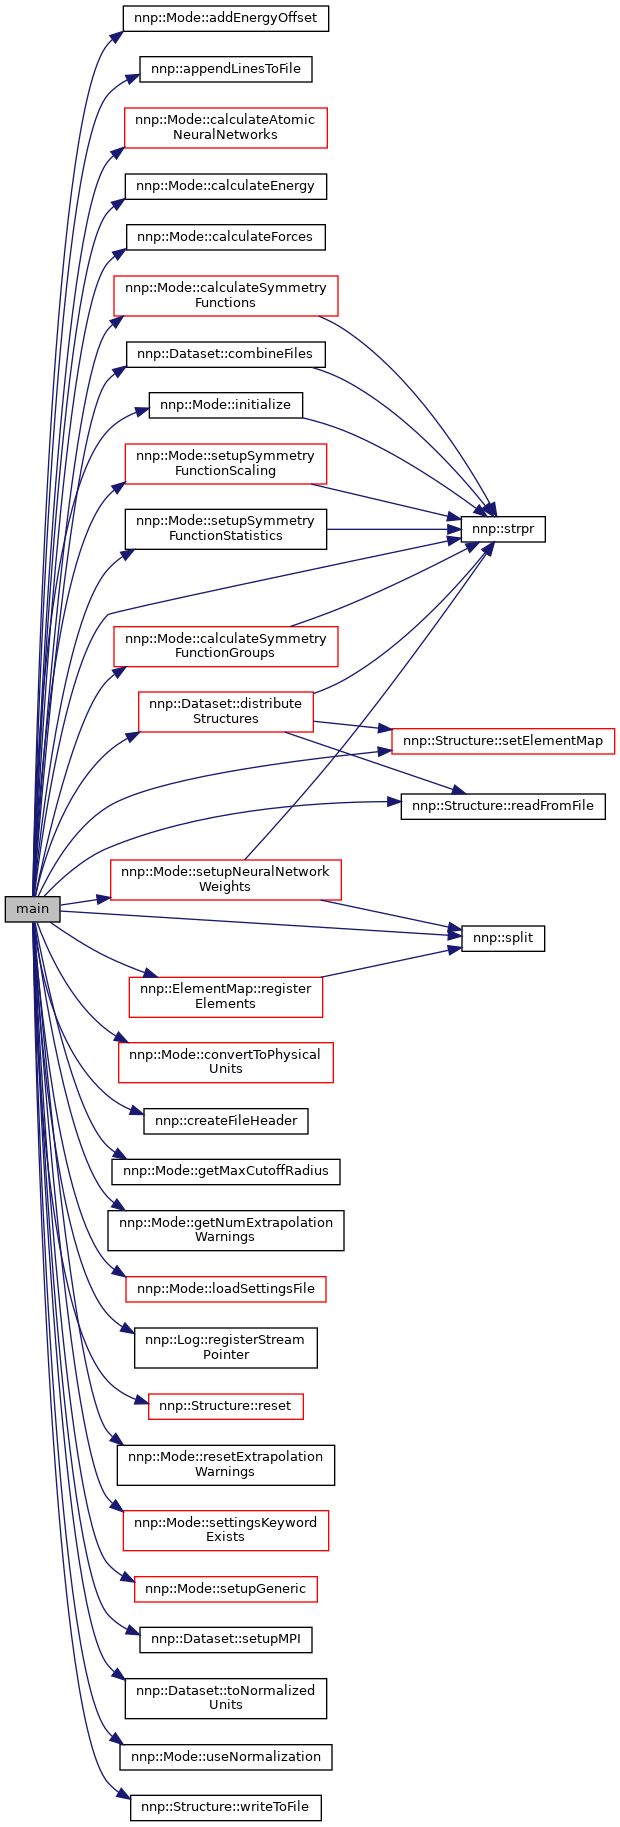 nnp::Mode::addEnergyOffset
nnp::appendLinesToFile
nnp::Mode::calculateAtomic
NeuralNetworks
nnp::Mode::calculateEnergy
nnp::Mode::calculateForces
nnp::Mode::calculateSymmetry
Functions
nnp::Dataset::combineFiles
nnp::Mode::initialize
nnp::Mode::setupSymmetry
FunctionScaling
nnp::Mode::setupSymmetry
FunctionStatistics
nnp::strpr
nnp::Mode::calculateSymmetry
FunctionGroups
nnp::Dataset::distribute
Structures
nnp::Structure::setElementMap
nnp::Structure::readFromFile
nnp::Mode::setupNeuralNetwork
Weights
main
nnp::split
nnp::ElementMap::register
Elements
nnp::Mode::convertToPhysical
Units
nnp::createFileHeader
nnp::Mode::getMaxCutoffRadius
nnp::Mode::getNumExtrapolation
Warnings
nnp::Mode::loadSettingsFile
nnp::Log::registerStream
Pointer
nnp::Structure::reset
nnp::Mode::resetExtrapolation
Warnings
nnp::Mode::settingsKeyword
Exists
nnp::Mode::setupGeneric
nnp::Dataset::setupMPI
nnp::Dataset::toNormalized
Units
nnp::Mode::useNormalization
nnp::Structure::writeToFile